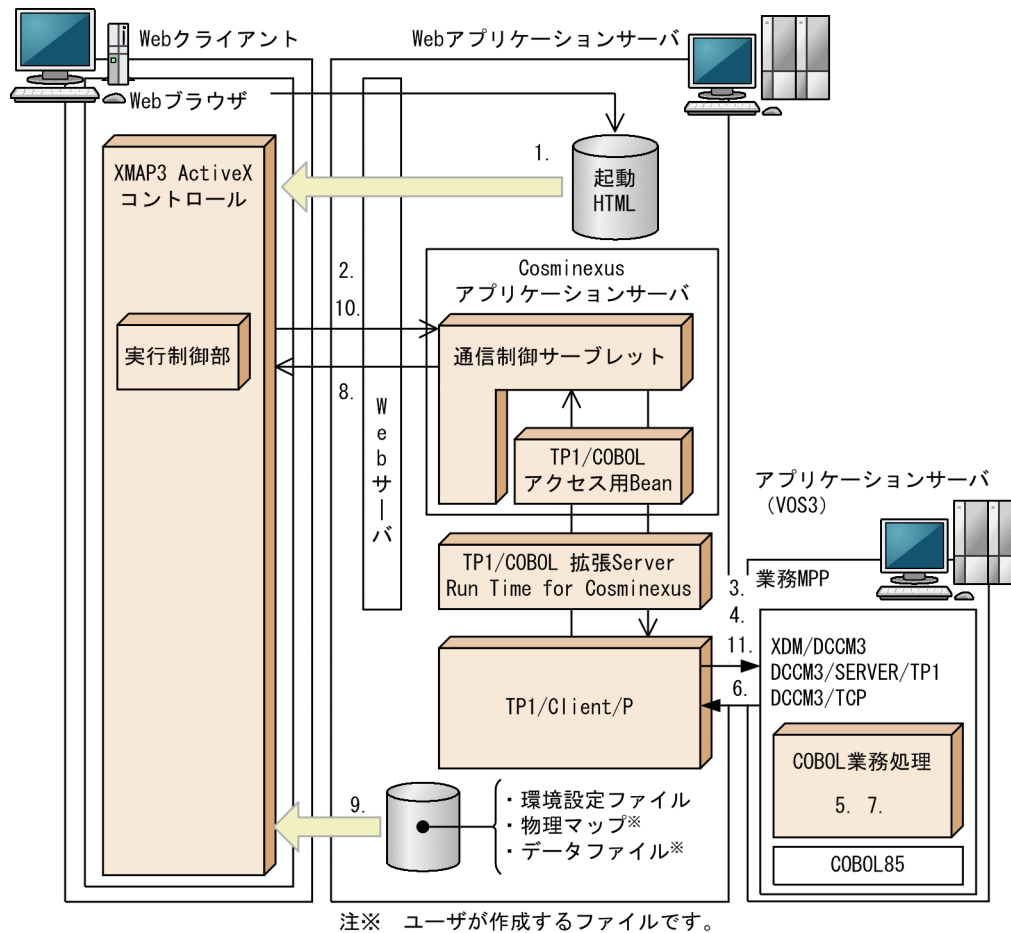 Webクライアント
Webアプリケーションサーバ
Webブラウザ
1.
XMAP3 ActiveX
コントロール
起動
HTML
2.
10.
Cosminexus
アプリケーションサーバ
実行制御部
通信制御サーブレット
8.
Webサーバ
TP1/COBOL
アクセス用Bean
アプリケーションサーバ
(VOS3)
TP1/COBOL 拡張Server
Run Time for Cosminexus
3.
業務MPP
4.
11.
XDM/DCCM3
DCCM3/SERVER/TP1
6.
DCCM3/TCP
TP1/Client/P
COBOL業務処理
5. 7.
9.
・環境設定ファイル
・物理マップ※
・データファイル※
COBOL85
注※ ユーザが作成するファイルです。